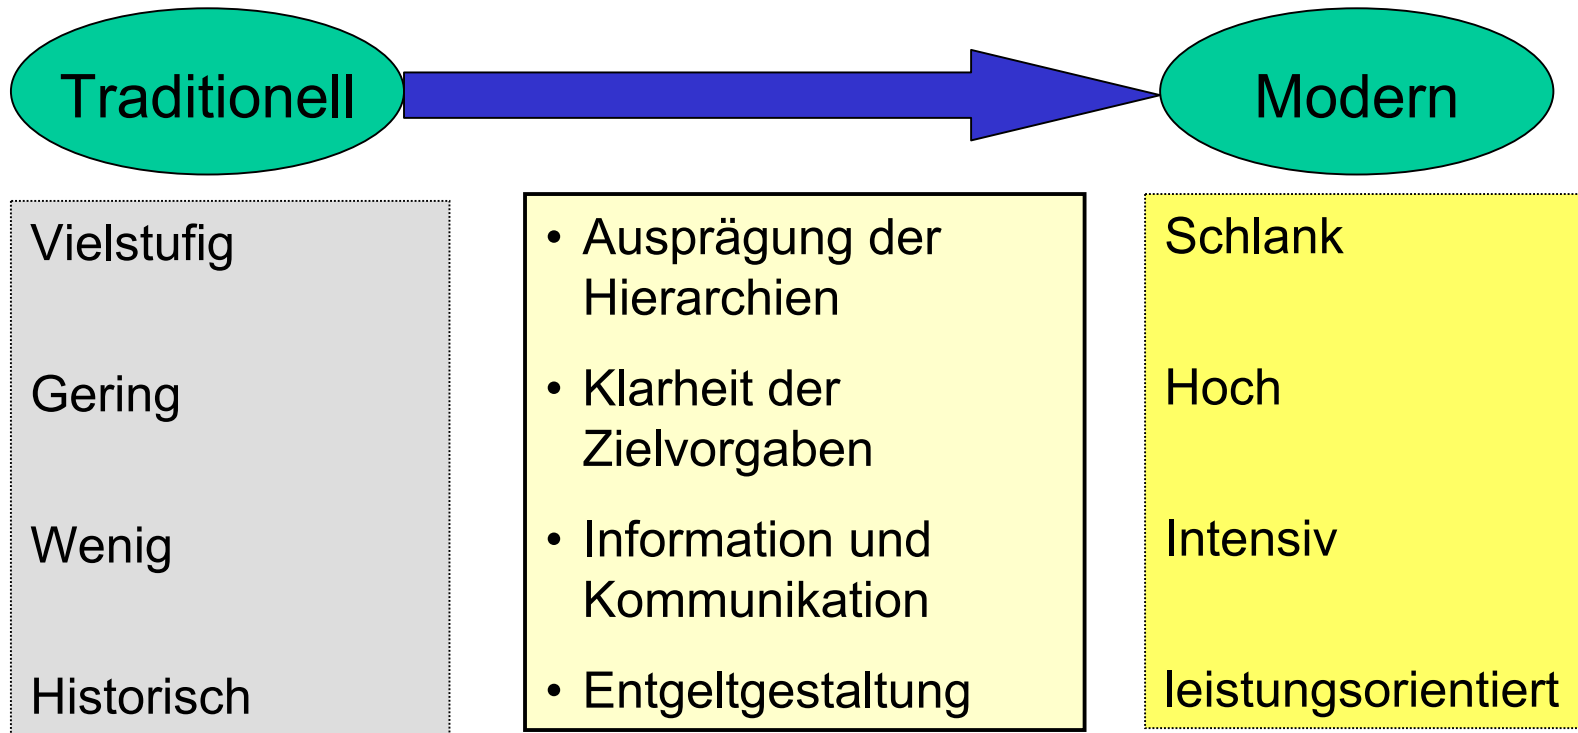 Traditionell
Modern
Vielstufig
Gering
Wenig
Historisch
• Ausprägung der
Hierarchien
• Klarheit der
Zielvorgaben
• Information und
Kommunikation
• Entgeltgestaltung
Schlank
Hoch
Intensiv
leistungsorientiert